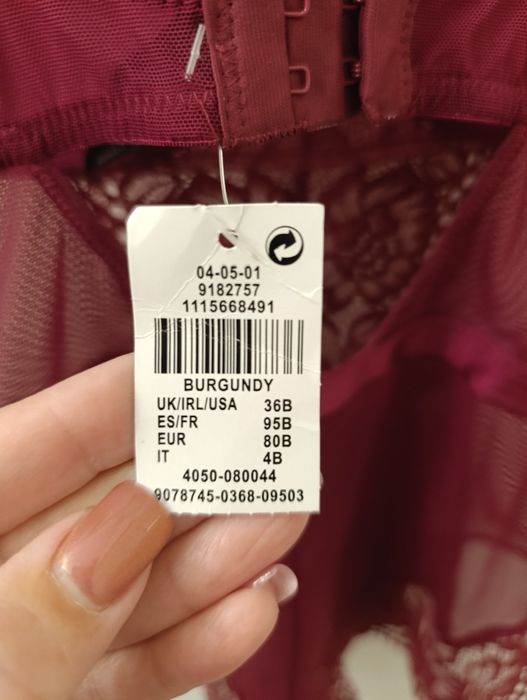 04-05-01
9182757
1115668491
BURGUNDY
UK/IRL/USA 36B
ES/FR 95B
EUR 80B
IT 4B
4050-080044
9078745-0368-09503